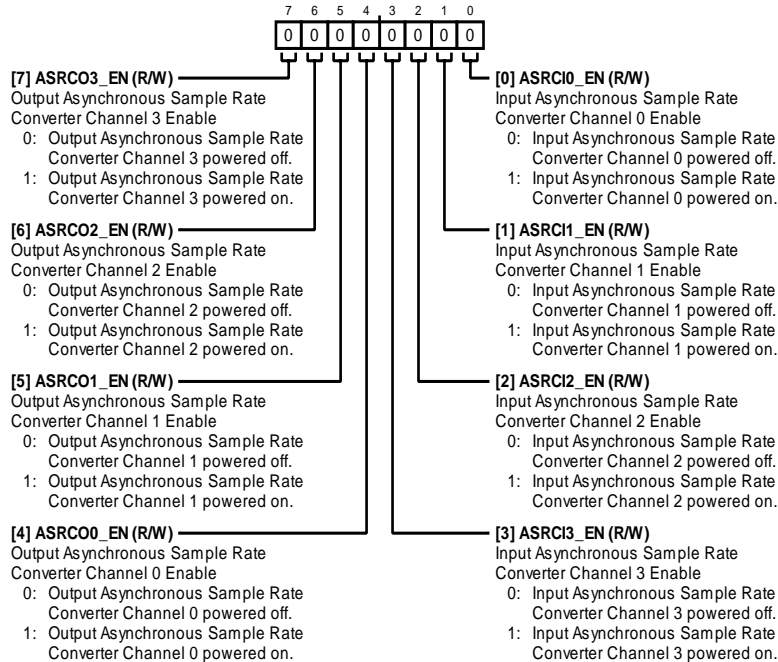 7 6 5 4 3 2 1 0
0 0 0 0 0 0 0 0
[7] ASRCO3_EN (R/W)
Output Asynchronous Sample Rate
Converter Channel 3 Enable
0: Output Asynchronous Sample Rate
Converter Channel 3 powered off.
1: Output Asynchronous Sample Rate
Converter Channel 3 powered on.
[6] ASRCO2_EN (R/W)
Output Asynchronous Sample Rate
Converter Channel 2 Enable
0: Output Asynchronous Sample Rate
Converter Channel 2 powered off.
1: Output Asynchronous Sample Rate
Converter Channel 2 powered on.
[5] ASRCO1_EN (R/W)
Output Asynchronous Sample Rate
Converter Channel 1 Enable
0: Output Asynchronous Sample Rate
Converter Channel 1 powered off.
1: Output Asynchronous Sample Rate
Converter Channel 1 powered on.
[4] ASRCO0_EN (R/W)
Output Asynchronous Sample Rate
Converter Channel 0 Enable
0: Output Asynchronous Sample Rate
Converter Channel 0 powered off.
1: Output Asynchronous Sample Rate
Converter Channel 0 powered on.
[0] ASRCI0_EN (R/W)
Input Asynchronous Sample Rate
Converter Channel 0 Enable
0: Input Asynchronous Sample Rate
Converter Channel 0 powered off.
1: Input Asynchronous Sample Rate
Converter Channel 0 powered on.
[1] ASRCI1_EN (R/W)
Input Asynchronous Sample Rate
Converter Channel 1 Enable
0: Input Asynchronous Sample Rate
Converter Channel 1 powered off.
1: Input Asynchronous Sample Rate
Converter Channel 1 powered on.
[2] ASRCI2_EN (R/W)
Input Asynchronous Sample Rate
Converter Channel 2 Enable
0: Input Asynchronous Sample Rate
Converter Channel 2 powered off.
1: Input Asynchronous Sample Rate
Converter Channel 2 powered on.
[3] ASRCI3_EN (R/W)
Input Asynchronous Sample Rate
Converter Channel 3 Enable
0: Input Asynchronous Sample Rate
Converter Channel 3 powered off.
1: Input Asynchronous Sample Rate
Converter Channel 3 powered on.